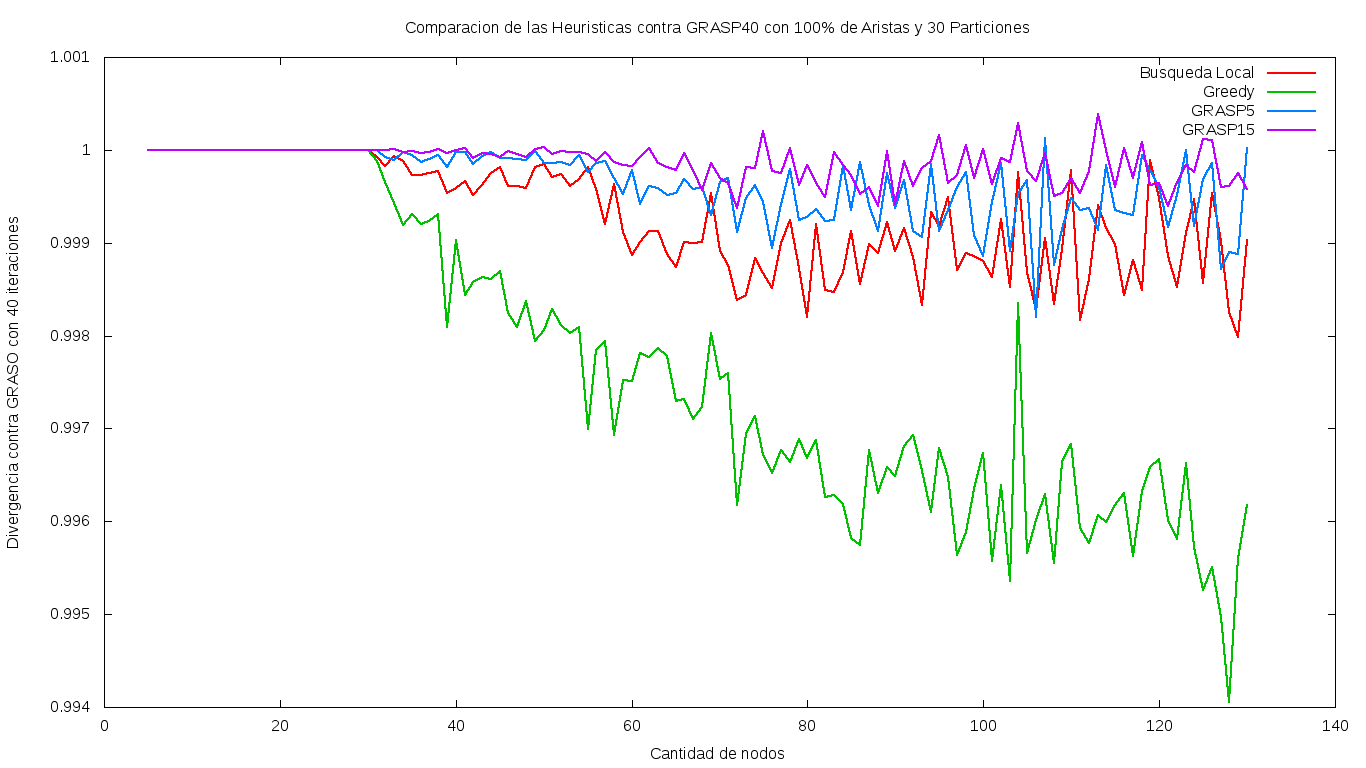 Comparacion de las Heuristicas contra GRASP40 con 100% de Aristas y 30 Particiones
1.001
Busqueda Local
Greedy
GRASP5
GRASP15
1
0.999
0.998
0.997
0.996
0.995
0.994
Divergencia contra GRASO con 40 iteraciones
0
20
40
60
80
100
120
140
Cantidad de nodos